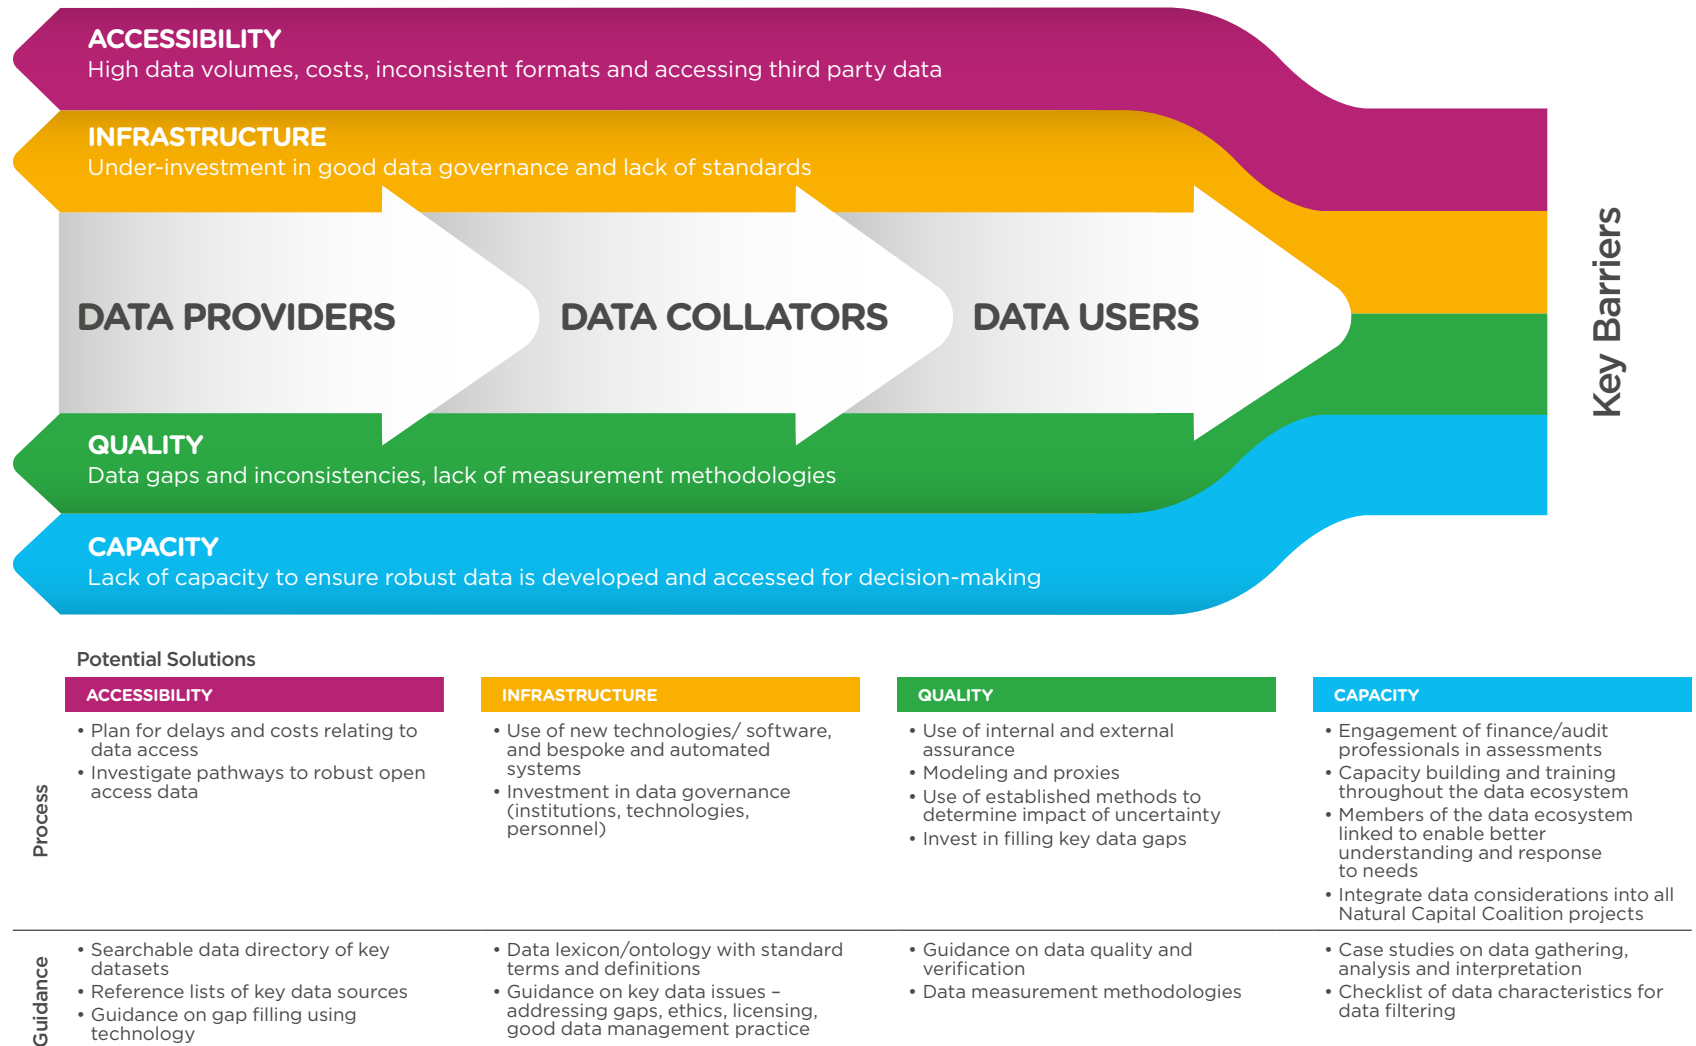 ACCESSIBILITY
High data volumes, costs, inconsistent formats and accessing third party data
INFRASTRUCTURE
Under-investment in good data governance and lack of standards
DATA PROVIDERS
DATA COLLATORS
DATA USERS
Key Barriers
QUALITY
Data gaps and inconsistencies, lack of measurement methodologies
CAPACITY
Lack of capacity to ensure robust data is developed and accessed for decision-making
Potential Solutions
ACCESSIBILITY
INFRASTRUCTURE
QUALITY
CAPACITY
Process
• Plan for delays and costs relating to
data access
• Investigate pathways to robust open
access data
• Use of new technologies/ software,
and bespoke and automated
systems
• Investment in data governance
(institutions, technologies,
personnel)
• Use of internal and external
assurance
• Modeling and proxies
• Use of established methods to
determine impact of uncertainty
• Invest in filling key data gaps
• Engagement of finance/audit
professionals in assessments
• Capacity building and training
throughout the data ecosystem
• Members of the data ecosystem
linked to enable better
understanding and response
to needs
• Integrate data considerations into all
Natural Capital Coalition projects
Guidance
• Searchable data directory of key
datasets
• Reference lists of key data sources
• Guidance on gap filling using
technology
• Data lexicon/ontology with standard
terms and definitions
• Guidance on key data issues –
addressing gaps, ethics, licensing,
good data management practice
• Guidance on data quality and
verification
• Data measurement methodologies
• Case studies on data gathering,
analysis and interpretation
• Checklist of data characteristics for
data filtering